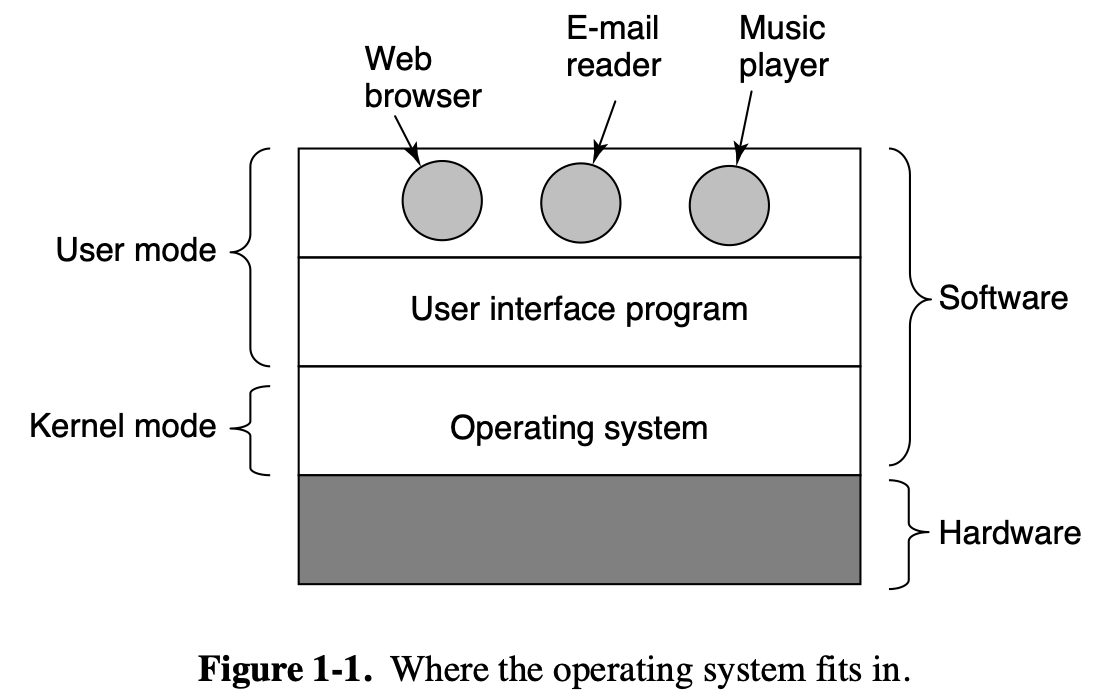 Web
browser
E-mail
reader
Music
player
User mode
User interface program
Software
Kernel mode
Operating system
Hardware
Figure 1-1. Where the operating system fits in.